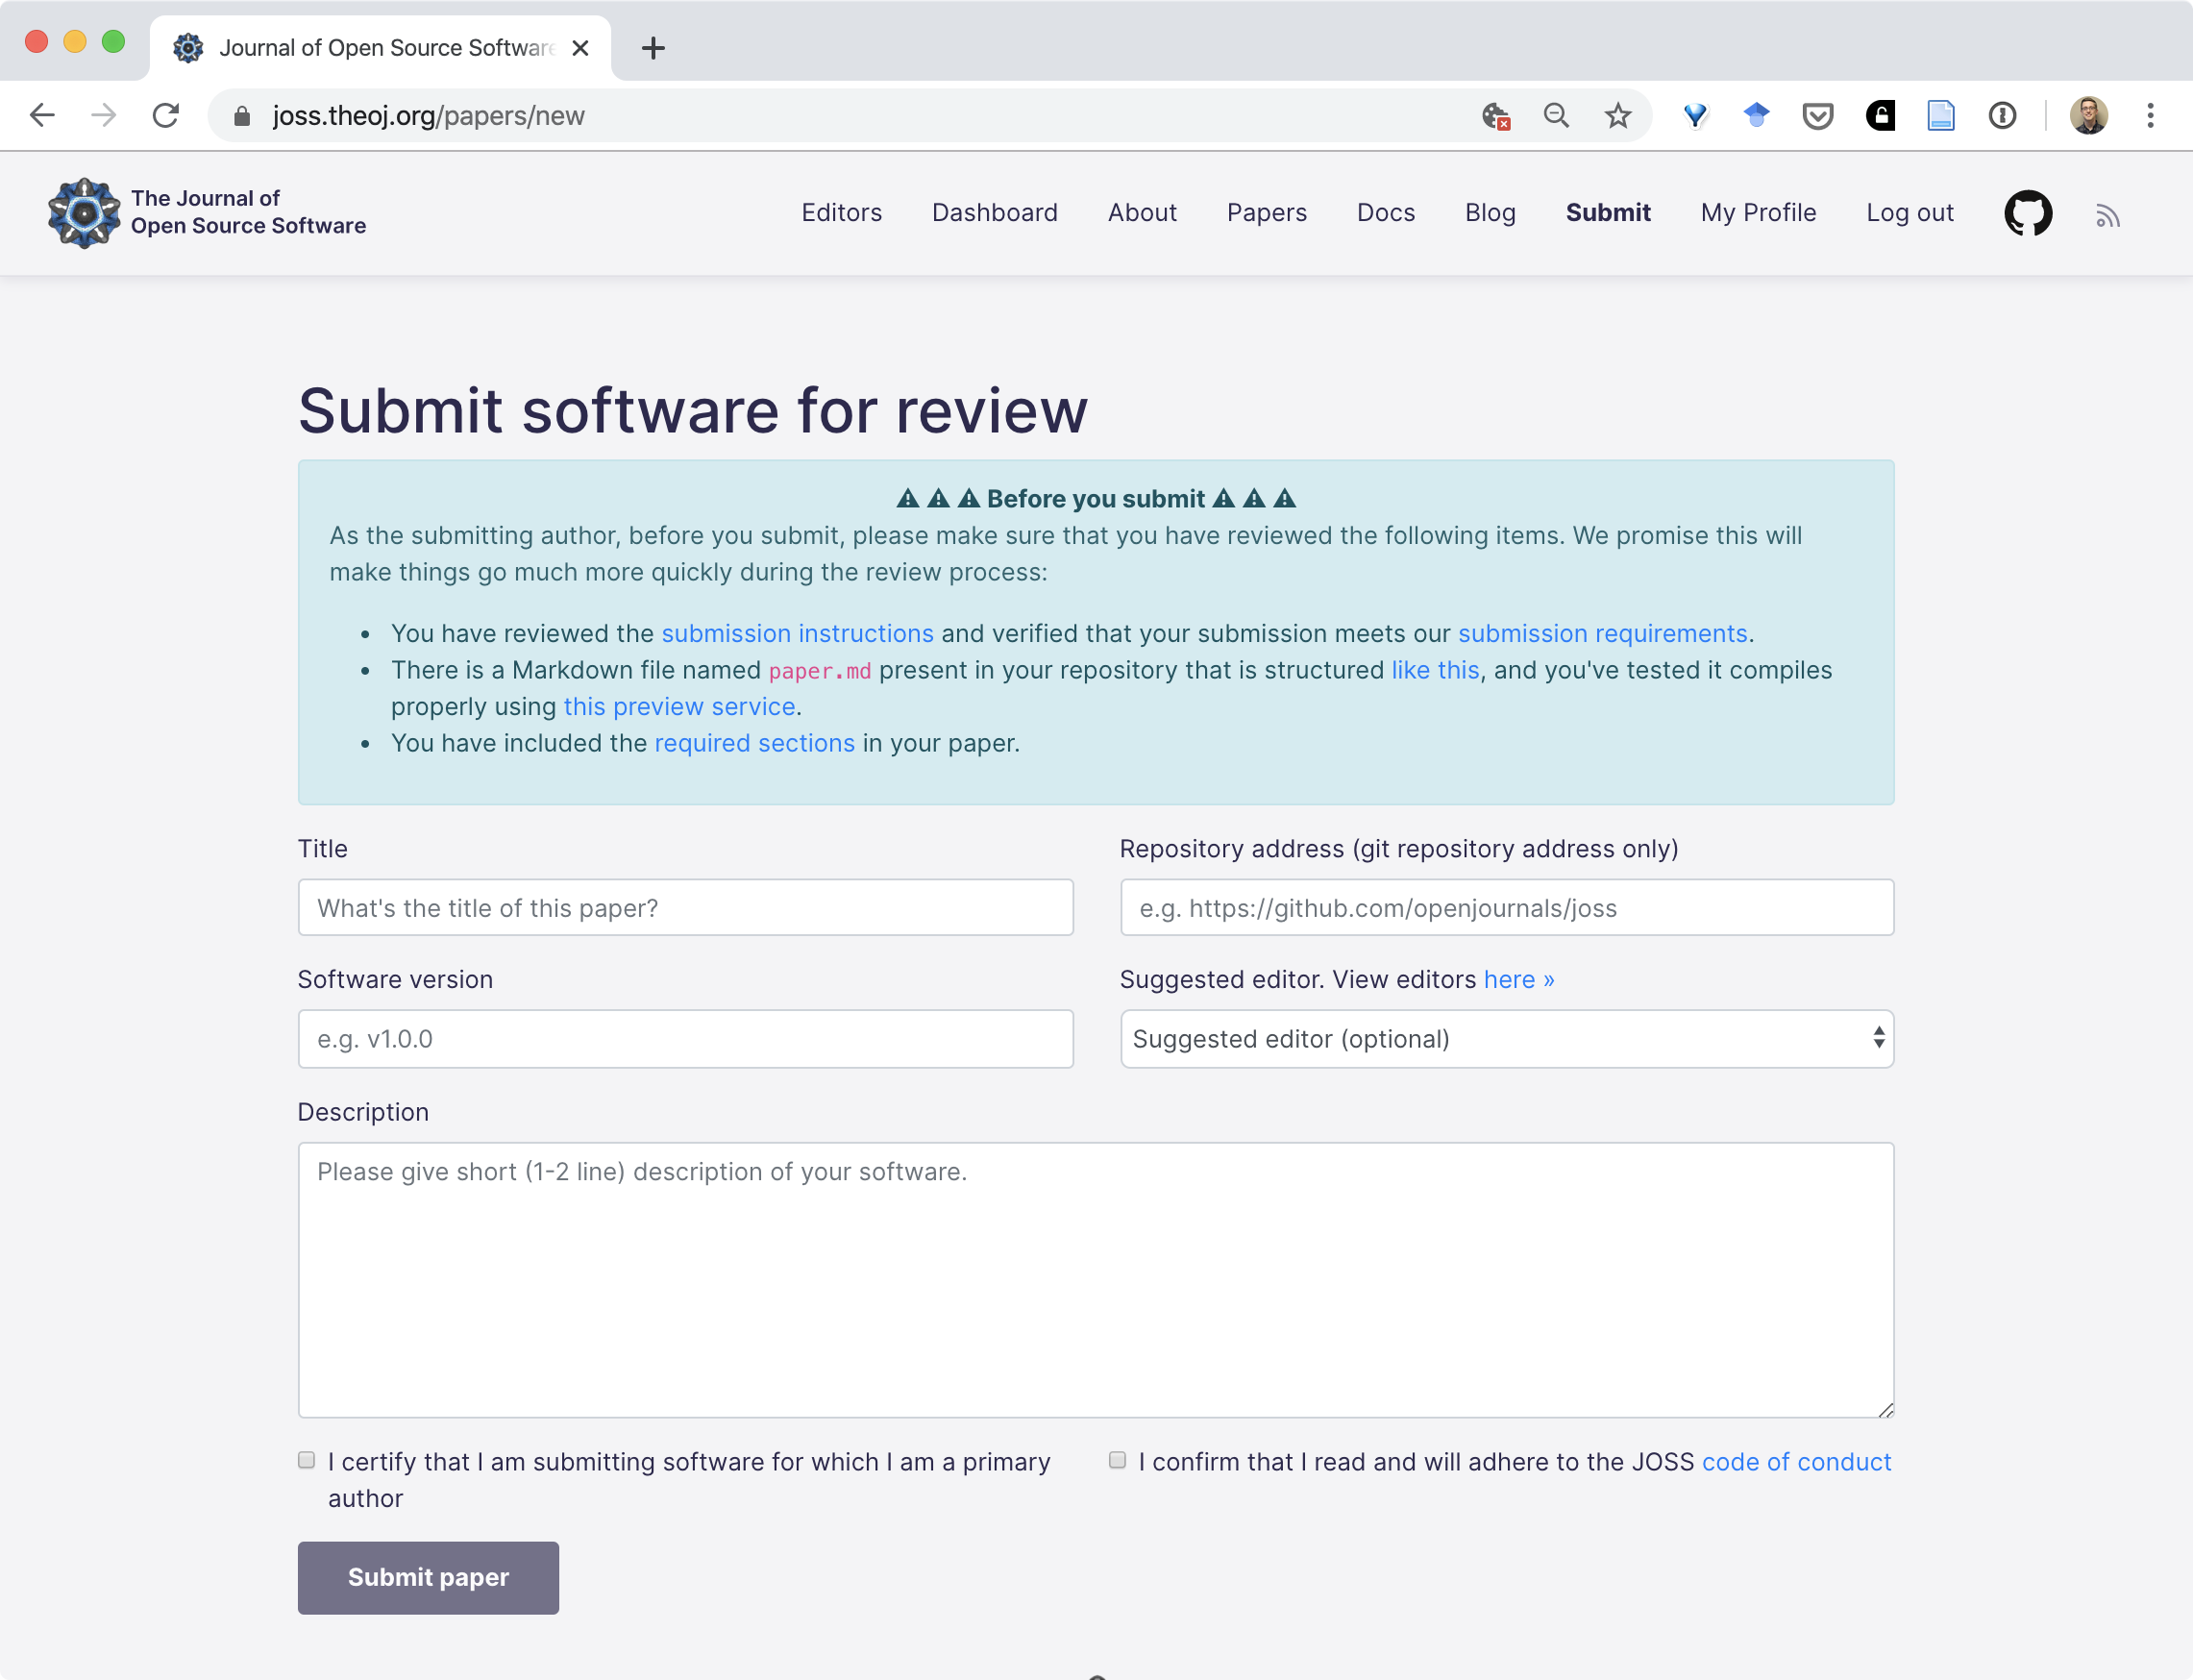 Journal of Open Source Software
joss.theoj.org/papers/new
The Journal of
Open Source Software
Editors Dashboard About Papers Docs Blog Submit My Profile Log out
Submit software for review
Before you submit
As the submitting author, before you submit, please make sure that you have reviewed the following items. We promise this will
make things go much more quickly during the review process:
• You have reviewed the submission instructions and verified that your submission meets our submission requirements.
• There is a Markdown file named paper.md present in your repository that is structured like this, and you've tested it compiles
properly using this preview service.
• You have included the required sections in your paper.
Title
Repository address (git repository address only)
What's the title of this paper?
e.g. https://github.com/openjournals/joss
Software version
Suggested editor. View editors here »
e.g. v1.0.0
Suggested editor (optional)
Description
Please give short (1-2 line) description of your software.
I certify that I am submitting software for which I am a primary
author
I confirm that I read and will adhere to the JOSS code of conduct
Submit paper